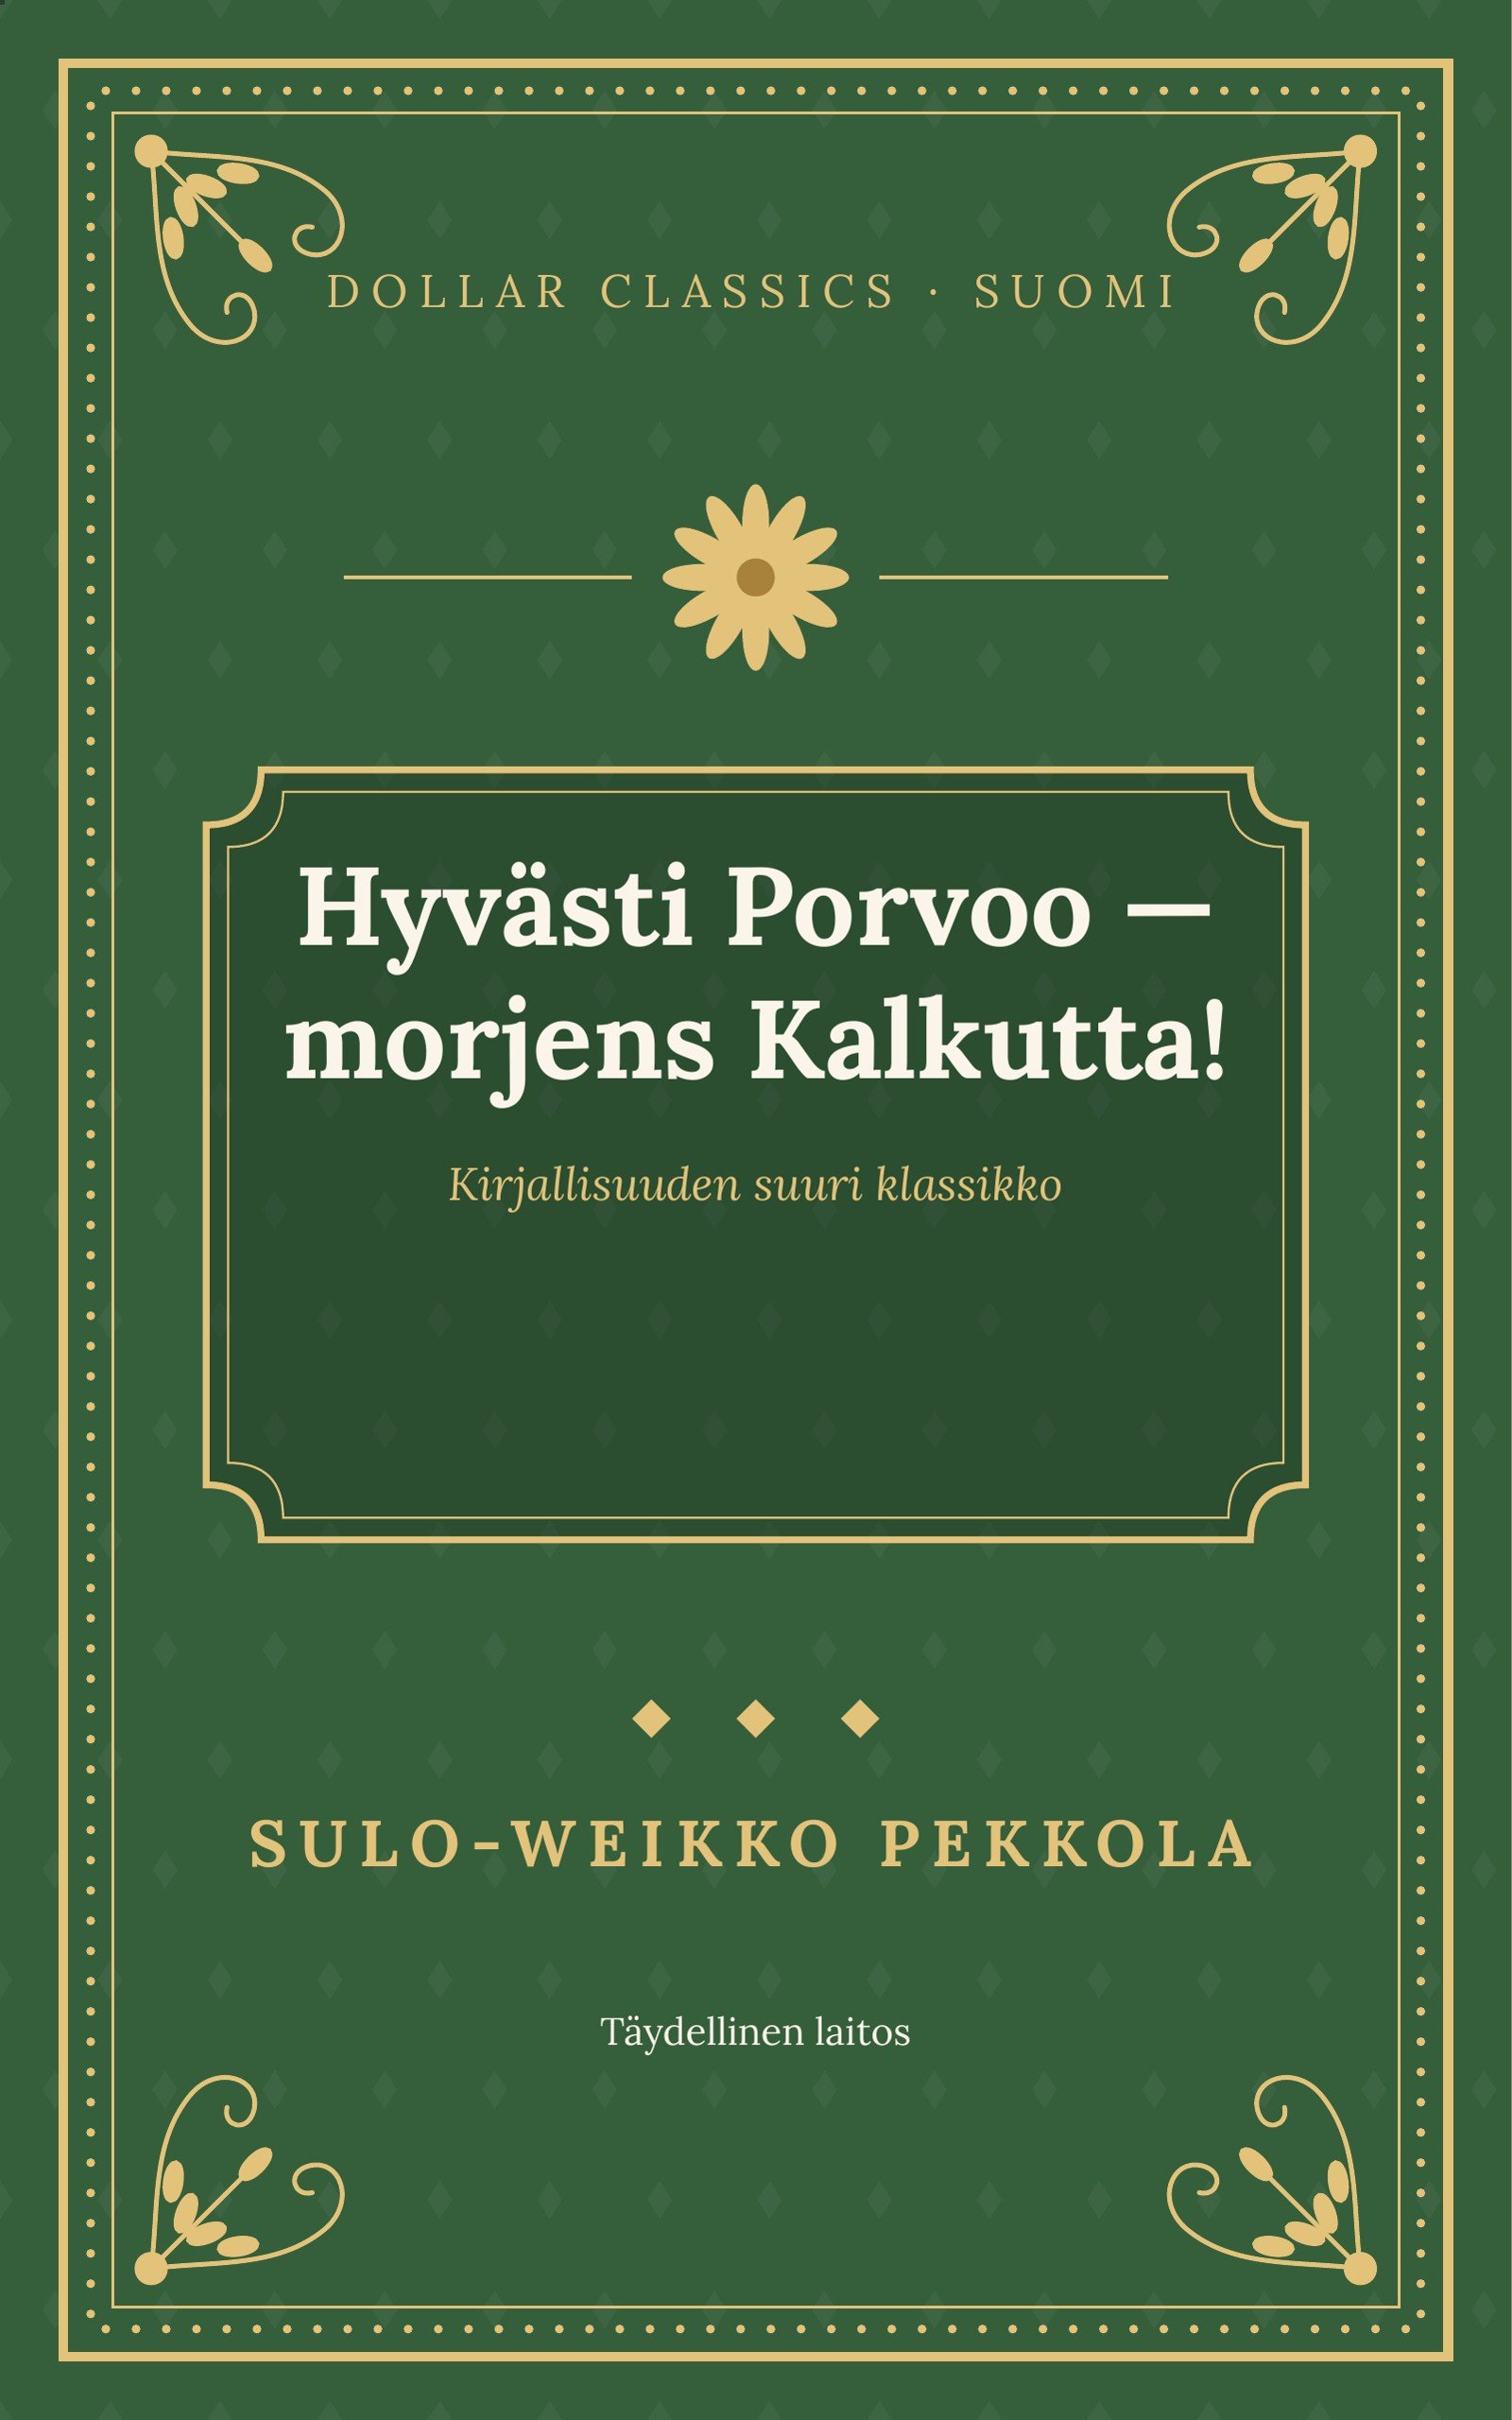 DOLLAR CLASSICS · SUOMI
Hyvästi Porvoo —
morjens Kalkutta!
Kirjallisuuden suuri klassikko
SULO-WEIKKO PEKKOLA
Täydellinen laitos